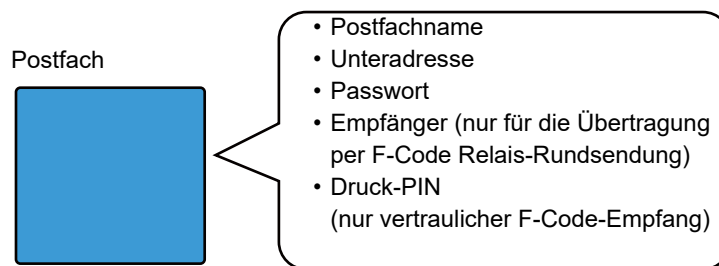 Postfach
• Postfachname
• Unteradresse
• Passwort
• Empfänger (nur für die Übertragung
per F-Code Relais-Rundsendung)
• Druck-PIN
(nur vertraulicher F-Code-Empfang)